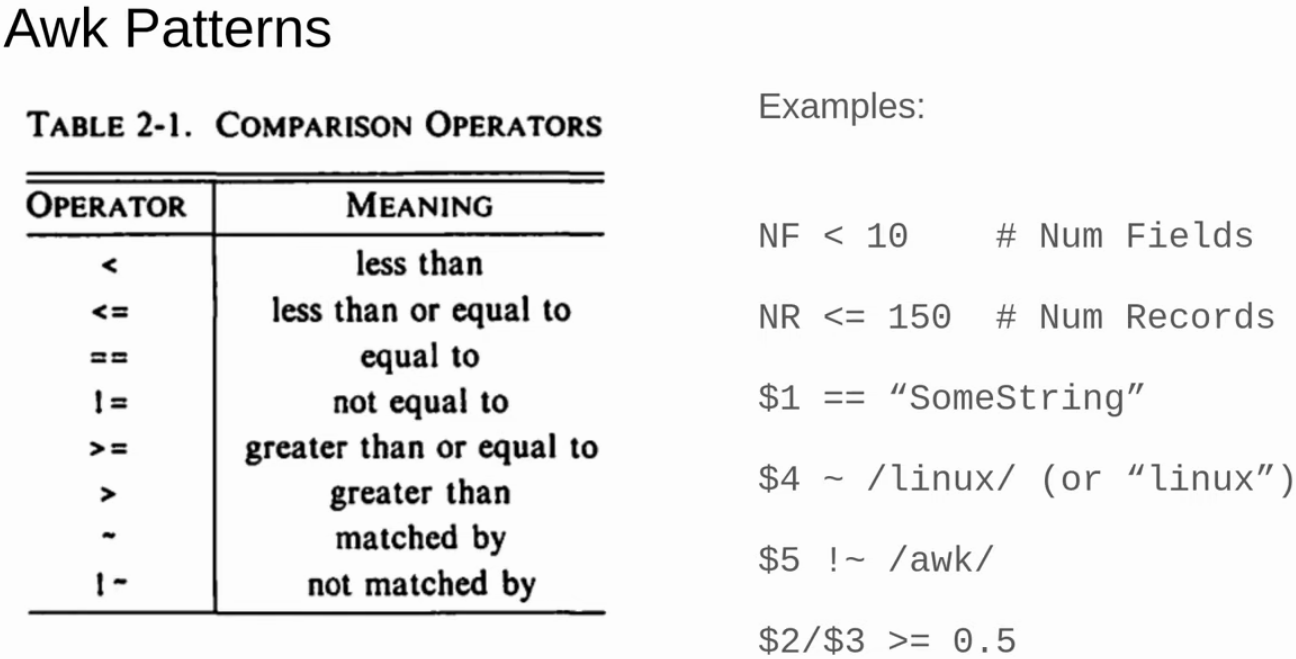 Awk Patterns
TABLE 2-1. COMPARISON OPERATORS
OPERATOR MEANING
< less than
<= less than or equal to
== equal to
!= not equal to
>= greater than or equal to
> greater than
~ matched by
!~ not matched by
Examples:
NF < 10 # Num Fields
NR <= 150 # Num Records
$1 == “SomeString”
$4 ~ /linux/ (or “linux”)
$5 !~ /awk/
$2/$3 >= 0.5